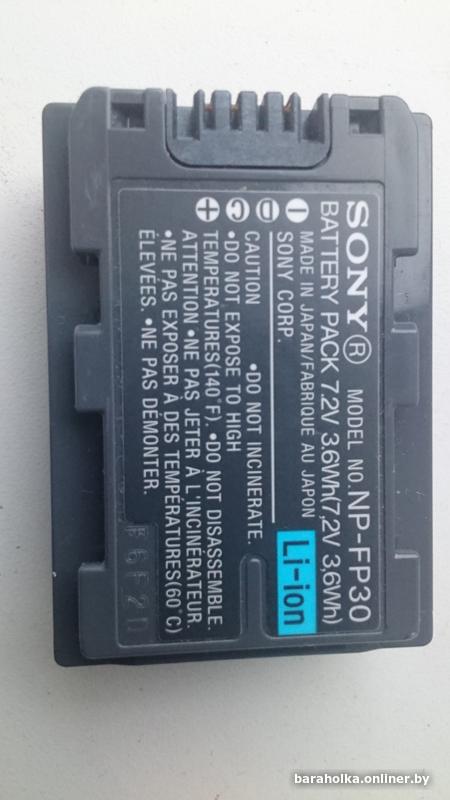 SONY® MODEL NO. NP-FP30
BATTERY PACK 7.2V 3.6Wh(7,2V 3,6Wh)
MADE IN JAPAN/FABRIQUÉ AU JAPON
SONY CORP.
Li-ion
− D C +
CAUTION •DO NOT INCINERATE.
•DO NOT EXPOSE TO HIGH
TEMPERATURES(140°F). •DO NOT DISASSEMBLE.
ATTENTION •NE PAS JETER À L'INCINÉRATEUR.
•NE PAS EXPOSER À DES TEMPÉRATURES(60°C)
ÉLEVÉES. •NE PAS DÉMONTER.
baraholka.onliner.by